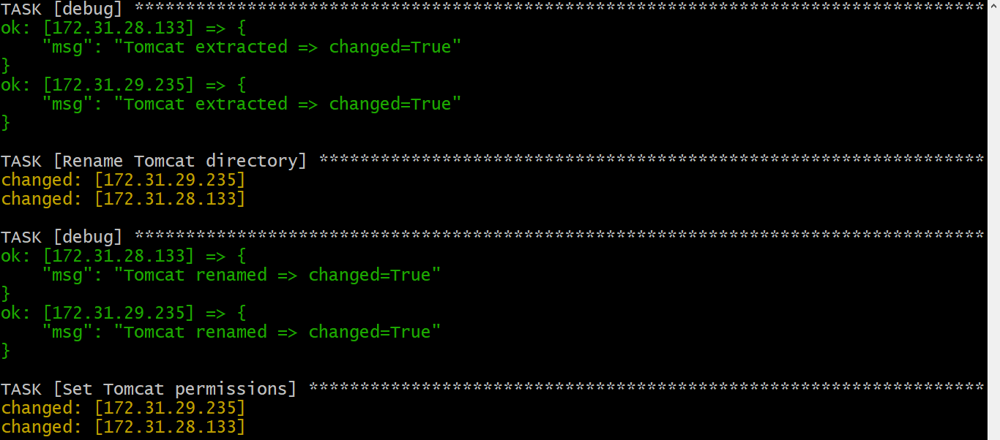 TASK [debug] ***********************************************************************************
ok: [172.31.28.133] => {
    "msg": "Tomcat extracted => changed=True"
}
ok: [172.31.29.235] => {
    "msg": "Tomcat extracted => changed=True"
}
TASK [Rename Tomcat directory] *****************************************************************
changed: [172.31.29.235]
changed: [172.31.28.133]
TASK [debug] ***********************************************************************************
ok: [172.31.28.133] => {
    "msg": "Tomcat renamed => changed=True"
}
ok: [172.31.29.235] => {
    "msg": "Tomcat renamed => changed=True"
}
TASK [Set Tomcat permissions] ******************************************************************
changed: [172.31.29.235]
changed: [172.31.28.133]